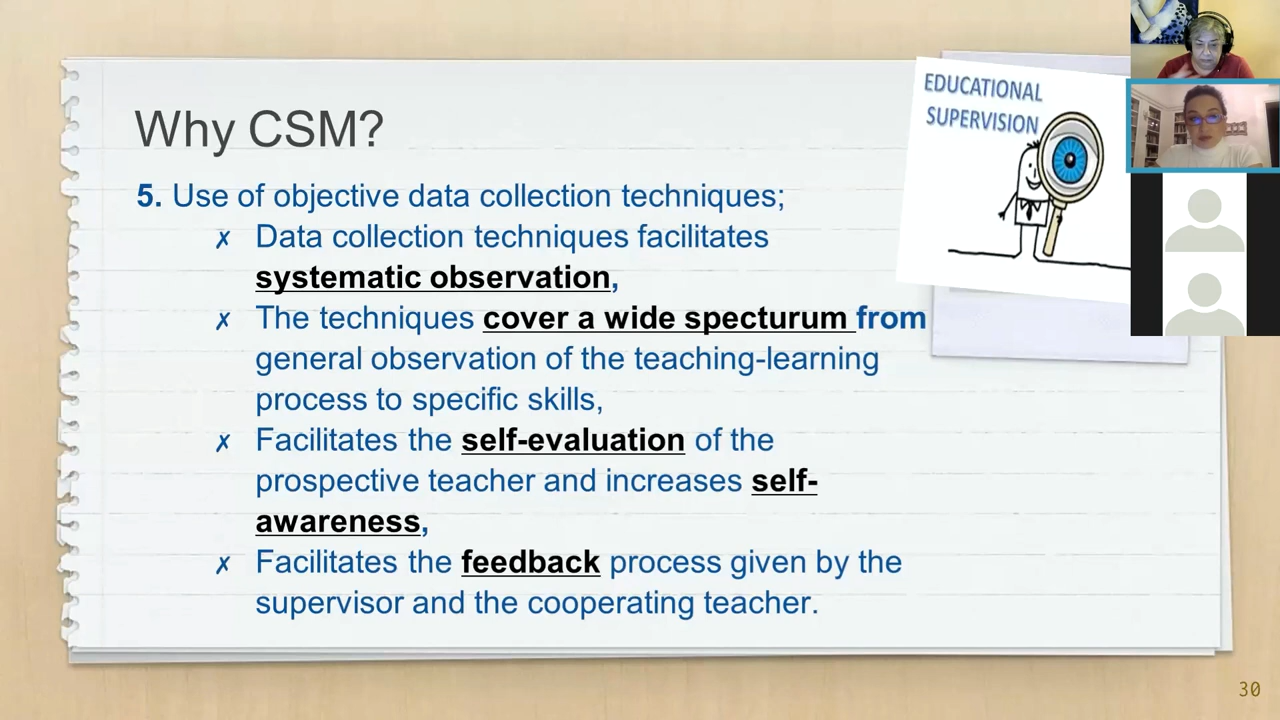 Why CSM?
EDUCATIONAL
SUPERVISION
5. Use of objective data collection techniques;
✗ Data collection techniques facilitates
systematic observation,
✗ The techniques cover a wide specturum from
general observation of the teaching-learning
process to specific skills,
✗ Facilitates the self-evaluation of the
prospective teacher and increases self-
awareness,
✗ Facilitates the feedback process given by the
supervisor and the cooperating teacher.
30